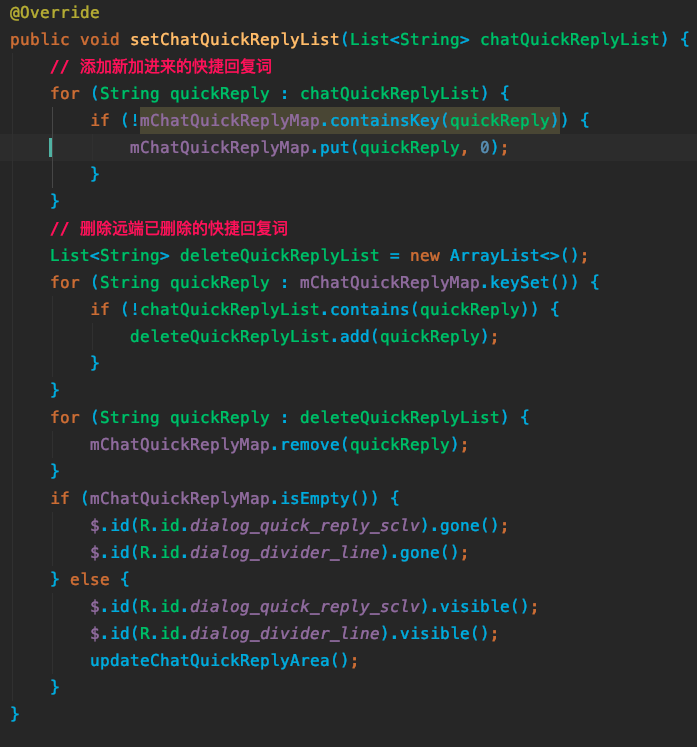 @Override
public void setChatQuickReplyList(List<String> chatQuickReplyList) {
// 添加新加进来的快捷回复词
for (String quickReply : chatQuickReplyList) {
if (!mChatQuickReplyMap.containsKey(quickReply)) {
mChatQuickReplyMap.put(quickReply, 0);
}
}
// 删除远端已删除的快捷回复词
List<String> deleteQuickReplyList = new ArrayList<>();
for (String quickReply : mChatQuickReplyMap.keySet()) {
if (!chatQuickReplyList.contains(quickReply)) {
deleteQuickReplyList.add(quickReply);
}
}
for (String quickReply : deleteQuickReplyList) {
mChatQuickReplyMap.remove(quickReply);
}
if (mChatQuickReplyMap.isEmpty()) {
$.id(R.id.dialog_quick_reply_sclv).gone();
$.id(R.id.dialog_divider_line).gone();
} else {
$.id(R.id.dialog_quick_reply_sclv).visible();
$.id(R.id.dialog_divider_line).visible();
updateChatQuickReplyArea();
}
}